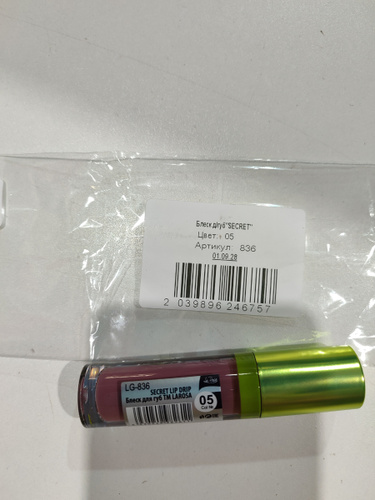 Блеск д/губ"SECRET"
Цвет: 05
Артикул: 836
01.09.28
2 039896 246757
LG-836
SECRET LIP DRIP
Блеск для губ TM LAROSA
05